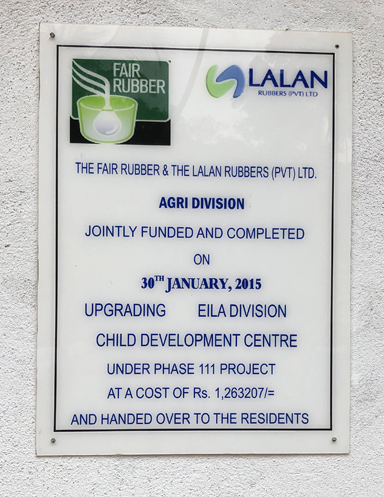 FAIR
RUBBER
LALAN
RUBBERS (PVT) LTD
THE FAIR RUBBER & THE LALAN RUBBERS (PVT) LTD.
AGRI DIVISION
JOINTLY FUNDED AND COMPLETED
ON
30TH JANUARY, 2015
UPGRADING EILA DIVISION
CHILD DEVELOPMENT CENTRE
UNDER PHASE 111 PROJECT
AT A COST OF Rs. 1,263207/=
AND HANDED OVER TO THE RESIDENTS